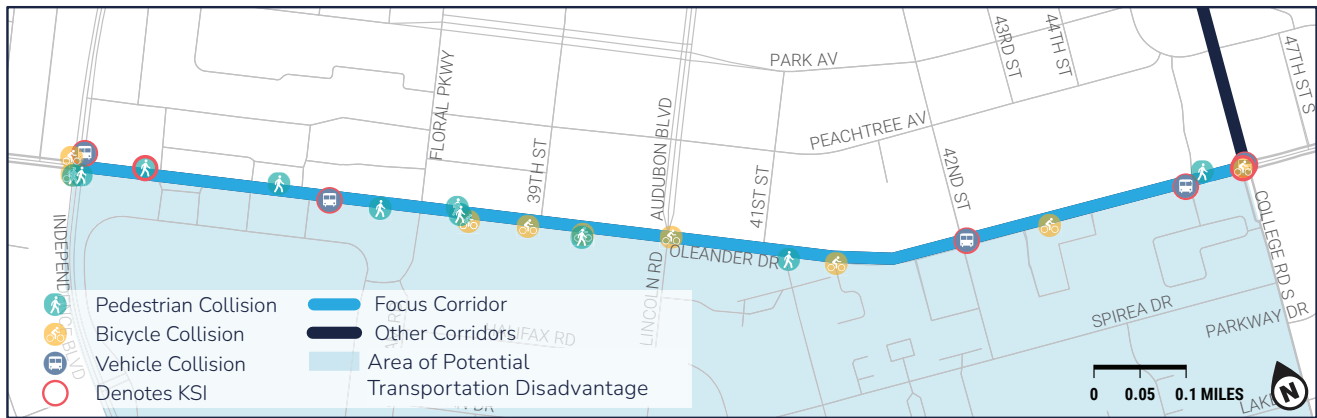 PARK AV
43RD ST
44TH ST
47TH ST S
FLORAL PKWY
39TH ST
AUDUBON BLVD
PEACHTREE AV
42ND ST
41ST ST
OLEANDER DR
LINCOLN RD
COLLEGE RD S
SPIREA DR
PARKWAY DR
HALIFAX RD
Pedestrian Collision
Bicycle Collision
Vehicle Collision
Denotes KSI
Focus Corridor
Other Corridors
Area of Potential
Transportation Disadvantage
0 0.05 0.1 MILES
N